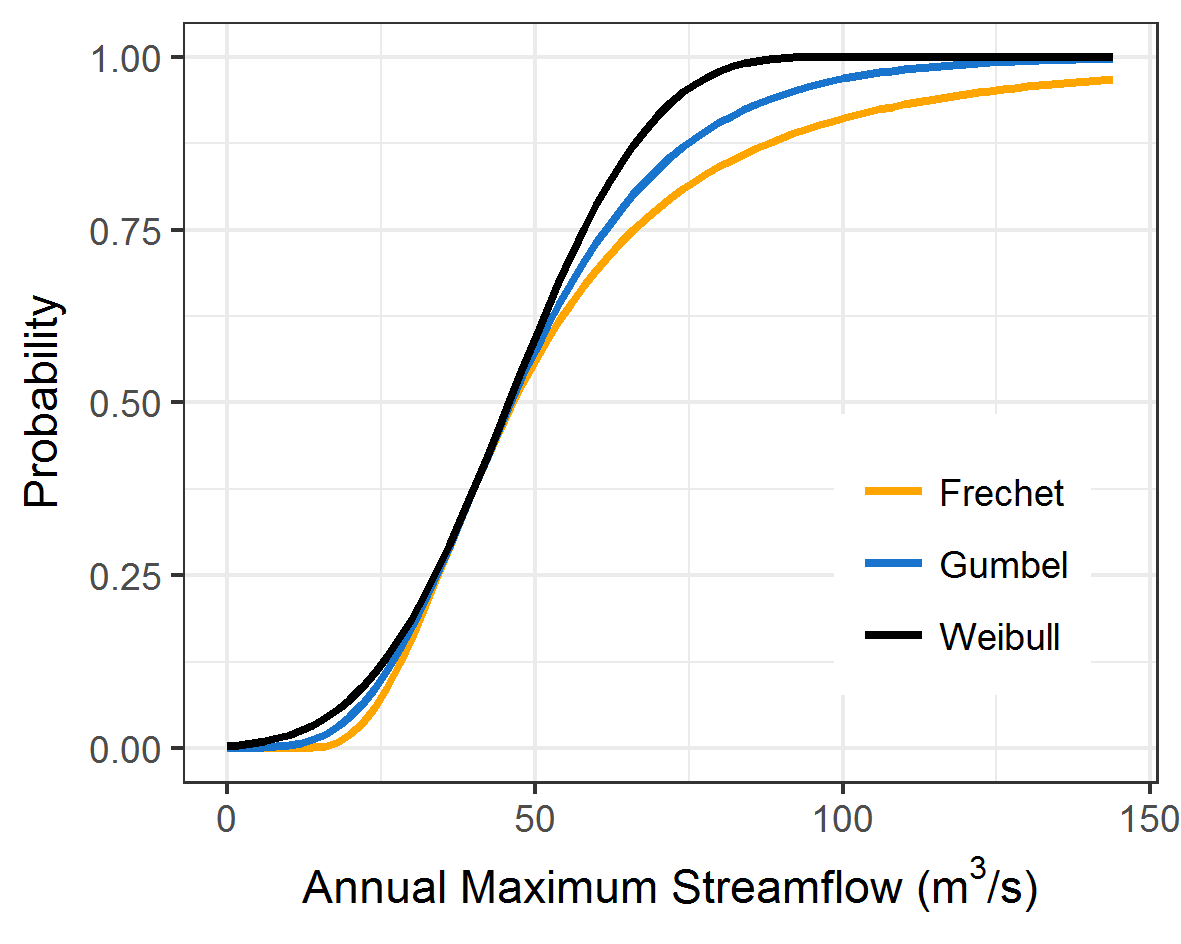 Probability
1.00
0.75
0.50
0.25
0.00
Frechet
Gumbel
Weibull
0 50 100 150
Annual Maximum Streamflow (m³/s)